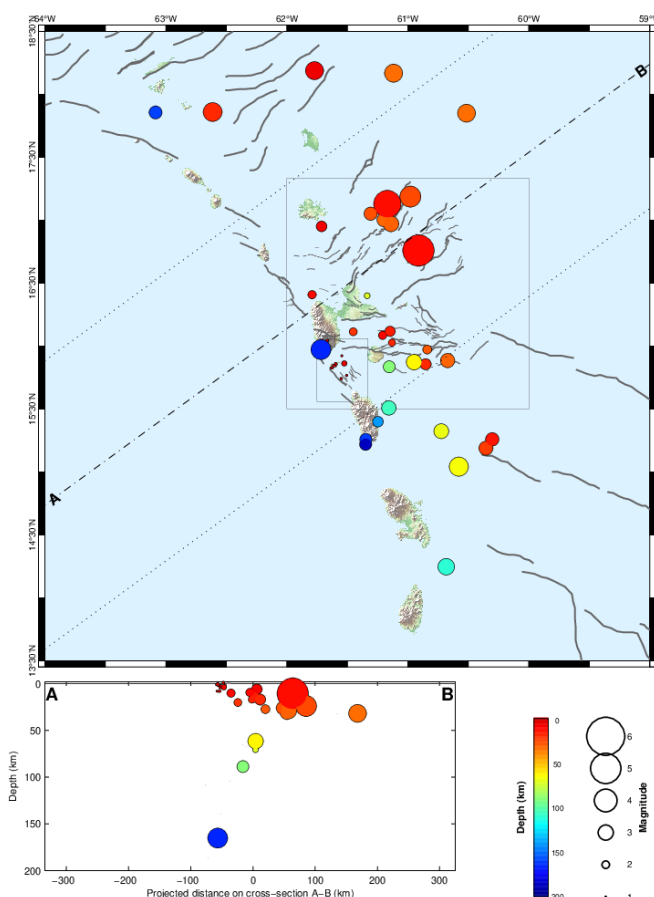 64°W 63°W 62°W 61°W 60°W 59°W
18°30'N
17°30'N
16°30'N
15°30'N
14°30'N
13°30'N
B
A
A B
0
50
100
150
200
Depth (km)
−300 −200 −100 0 100 200 300
Projected distance on cross−section A−B (km)
0
50
100
150
200
Depth (km)
6
5
4
3
2
1
Magnitude